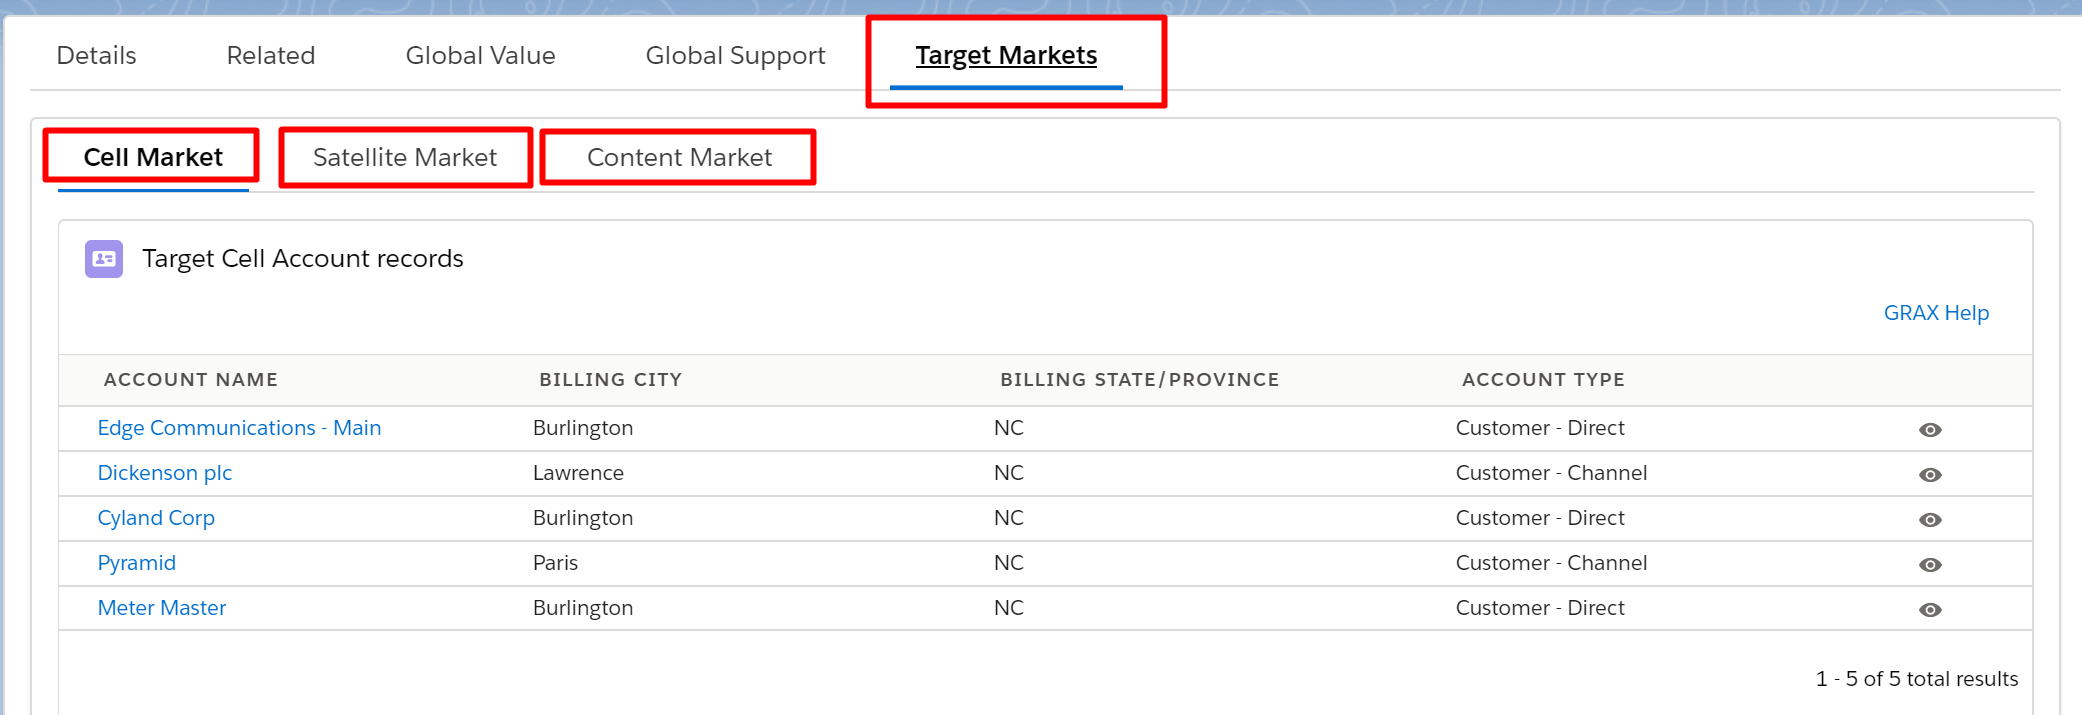 Details Related Global Value Global Support Target Markets
Cell Market Satellite Market Content Market
Target Cell Account records
GRAX Help
ACCOUNT NAME BILLING CITY BILLING STATE/PROVINCE ACCOUNT TYPE
Edge Communications - Main Burlington NC Customer - Direct
Dickenson plc Lawrence NC Customer - Channel
Cyland Corp Burlington NC Customer - Direct
Pyramid Paris NC Customer - Channel
Meter Master Burlington NC Customer - Direct
1 - 5 of 5 total results